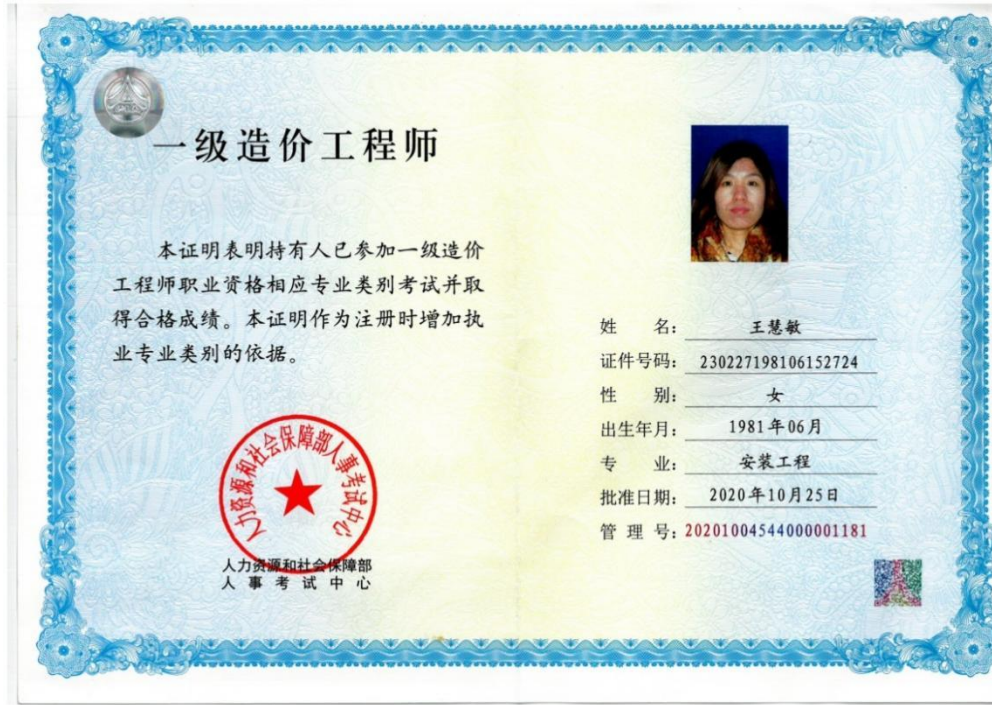 一级造价工程师
本证明表明持有人已参加一级造价
工程师职业资格相应专业类别考试并取
得合格成绩。本证明作为注册时增加执
业专业类别的依据。
人力资源和社会保障部人事考试中心
人力资源和社会保障部
人事考试中心
姓 名: 王慧敏
证件号码: 230227198106152724
性 别: 女
出生年月: 1981年06月
专 业: 安装工程
批准日期: 2020年10月25日
管 理 号: 20201004544000001181